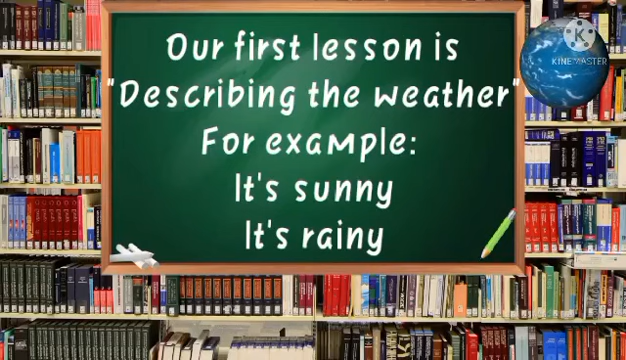 Our first lesson is
"Describing the weather"
For example:
It's sunny
It's rainy
K
KINEMASTER